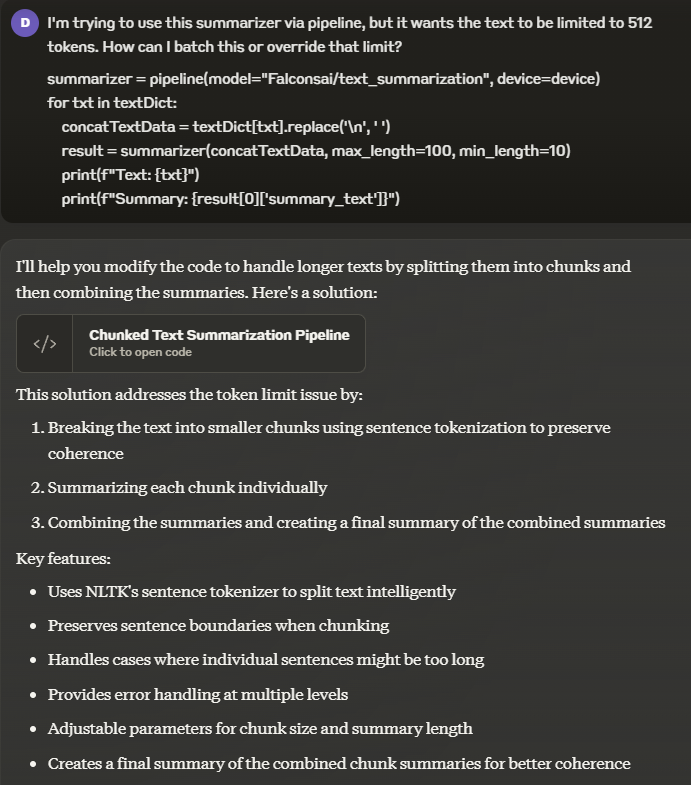 D
I'm trying to use this summarizer via pipeline, but it wants the text to be limited to 512
tokens. How can I batch this or override that limit?
summarizer = pipeline(model="Falconsai/text_summarization", device=device)
for txt in textDict:
concatTextData = textDict[txt].replace('\n', ' ')
result = summarizer(concatTextData, max_length=100, min_length=10)
print(f"Text: {txt}")
print(f"Summary: {result[0]['summary_text']}")
I'll help you modify the code to handle longer texts by splitting them into chunks and
then combining the summaries. Here's a solution:
</>
Chunked Text Summarization Pipeline
Click to open code
This solution addresses the token limit issue by:
1. Breaking the text into smaller chunks using sentence tokenization to preserve
coherence
2. Summarizing each chunk individually
3. Combining the summaries and creating a final summary of the combined summaries
Key features:
• Uses NLTK's sentence tokenizer to split text intelligently
• Preserves sentence boundaries when chunking
• Handles cases where individual sentences might be too long
• Provides error handling at multiple levels
• Adjustable parameters for chunk size and summary length
• Creates a final summary of the combined chunk summaries for better coherence